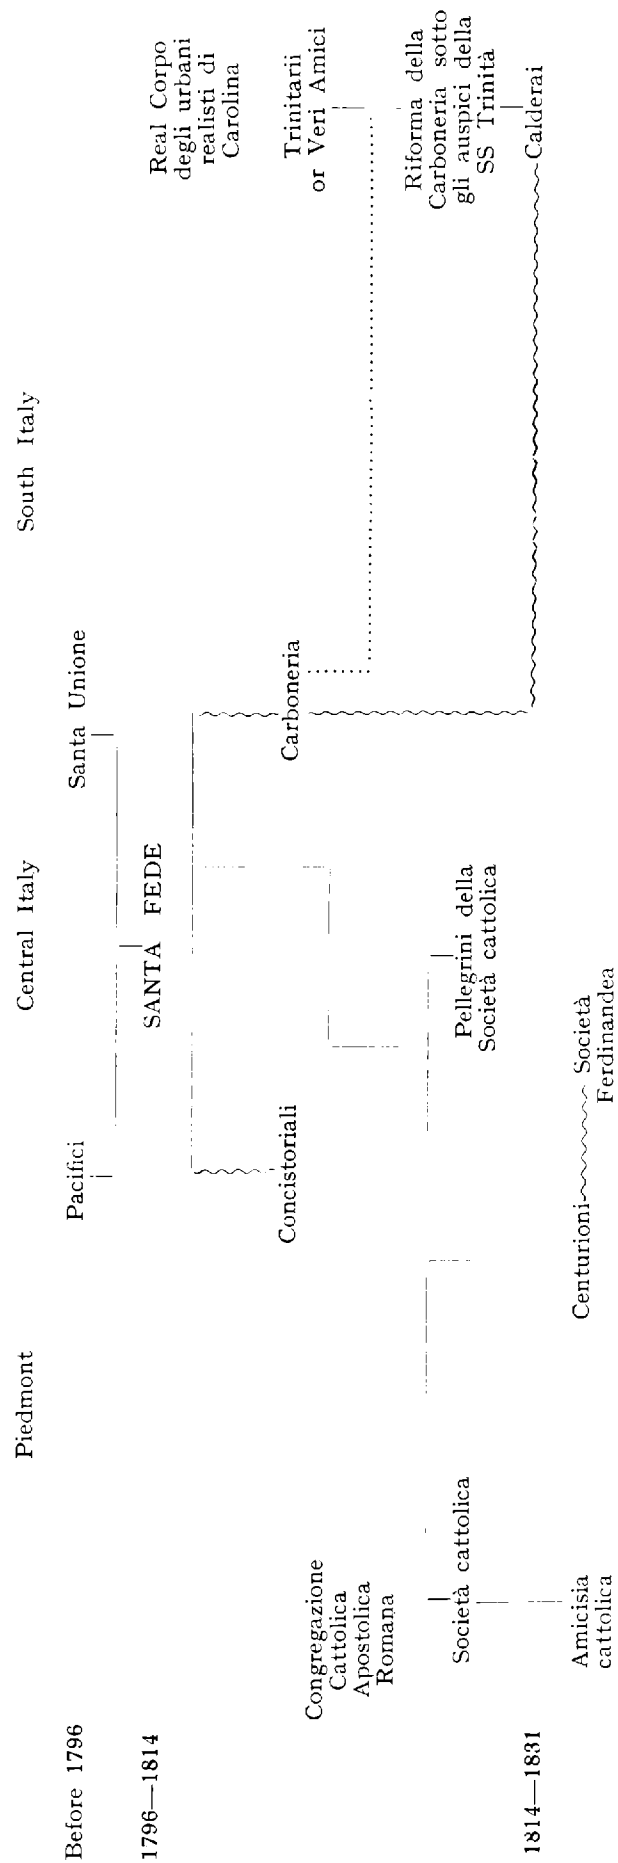 Piedmont
Central Italy
South Italy
Before 1796
Pacifici
Santa Unione
1796—1814
SANTA FEDE
Real Corpo
degli urbani
realisti di
Carolina
Concistoriali
Carboneria
Trinitarii
or Veri Amici
Congregazione
Cattolica
Apostolica
Romana
Società cattolica
Pellegrini della
Società cattolica
Riforma della
Carboneria sotto
gli auspici della
SS Trinità
1814—1831
Calderai
Amicisia
cattolica
Centurioni
Società
Ferdinandea